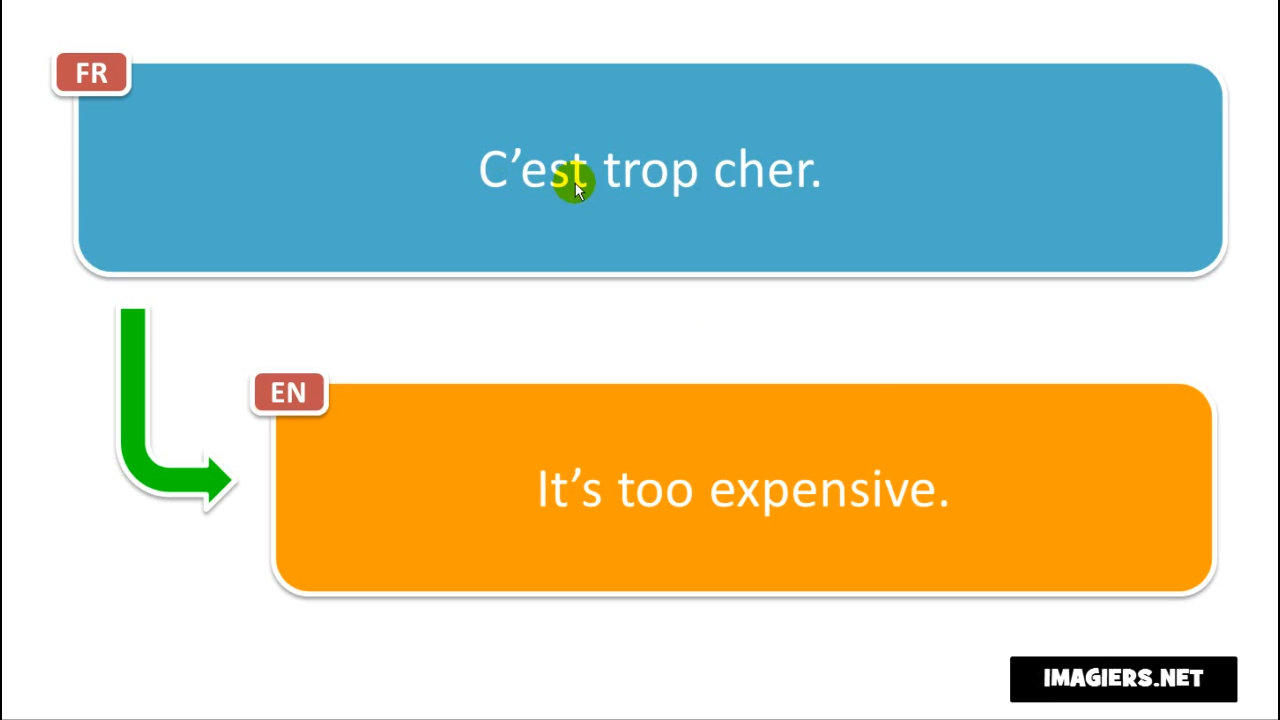 FR
C’est trop cher.
EN
It’s too expensive.
IMAGIERS.NET